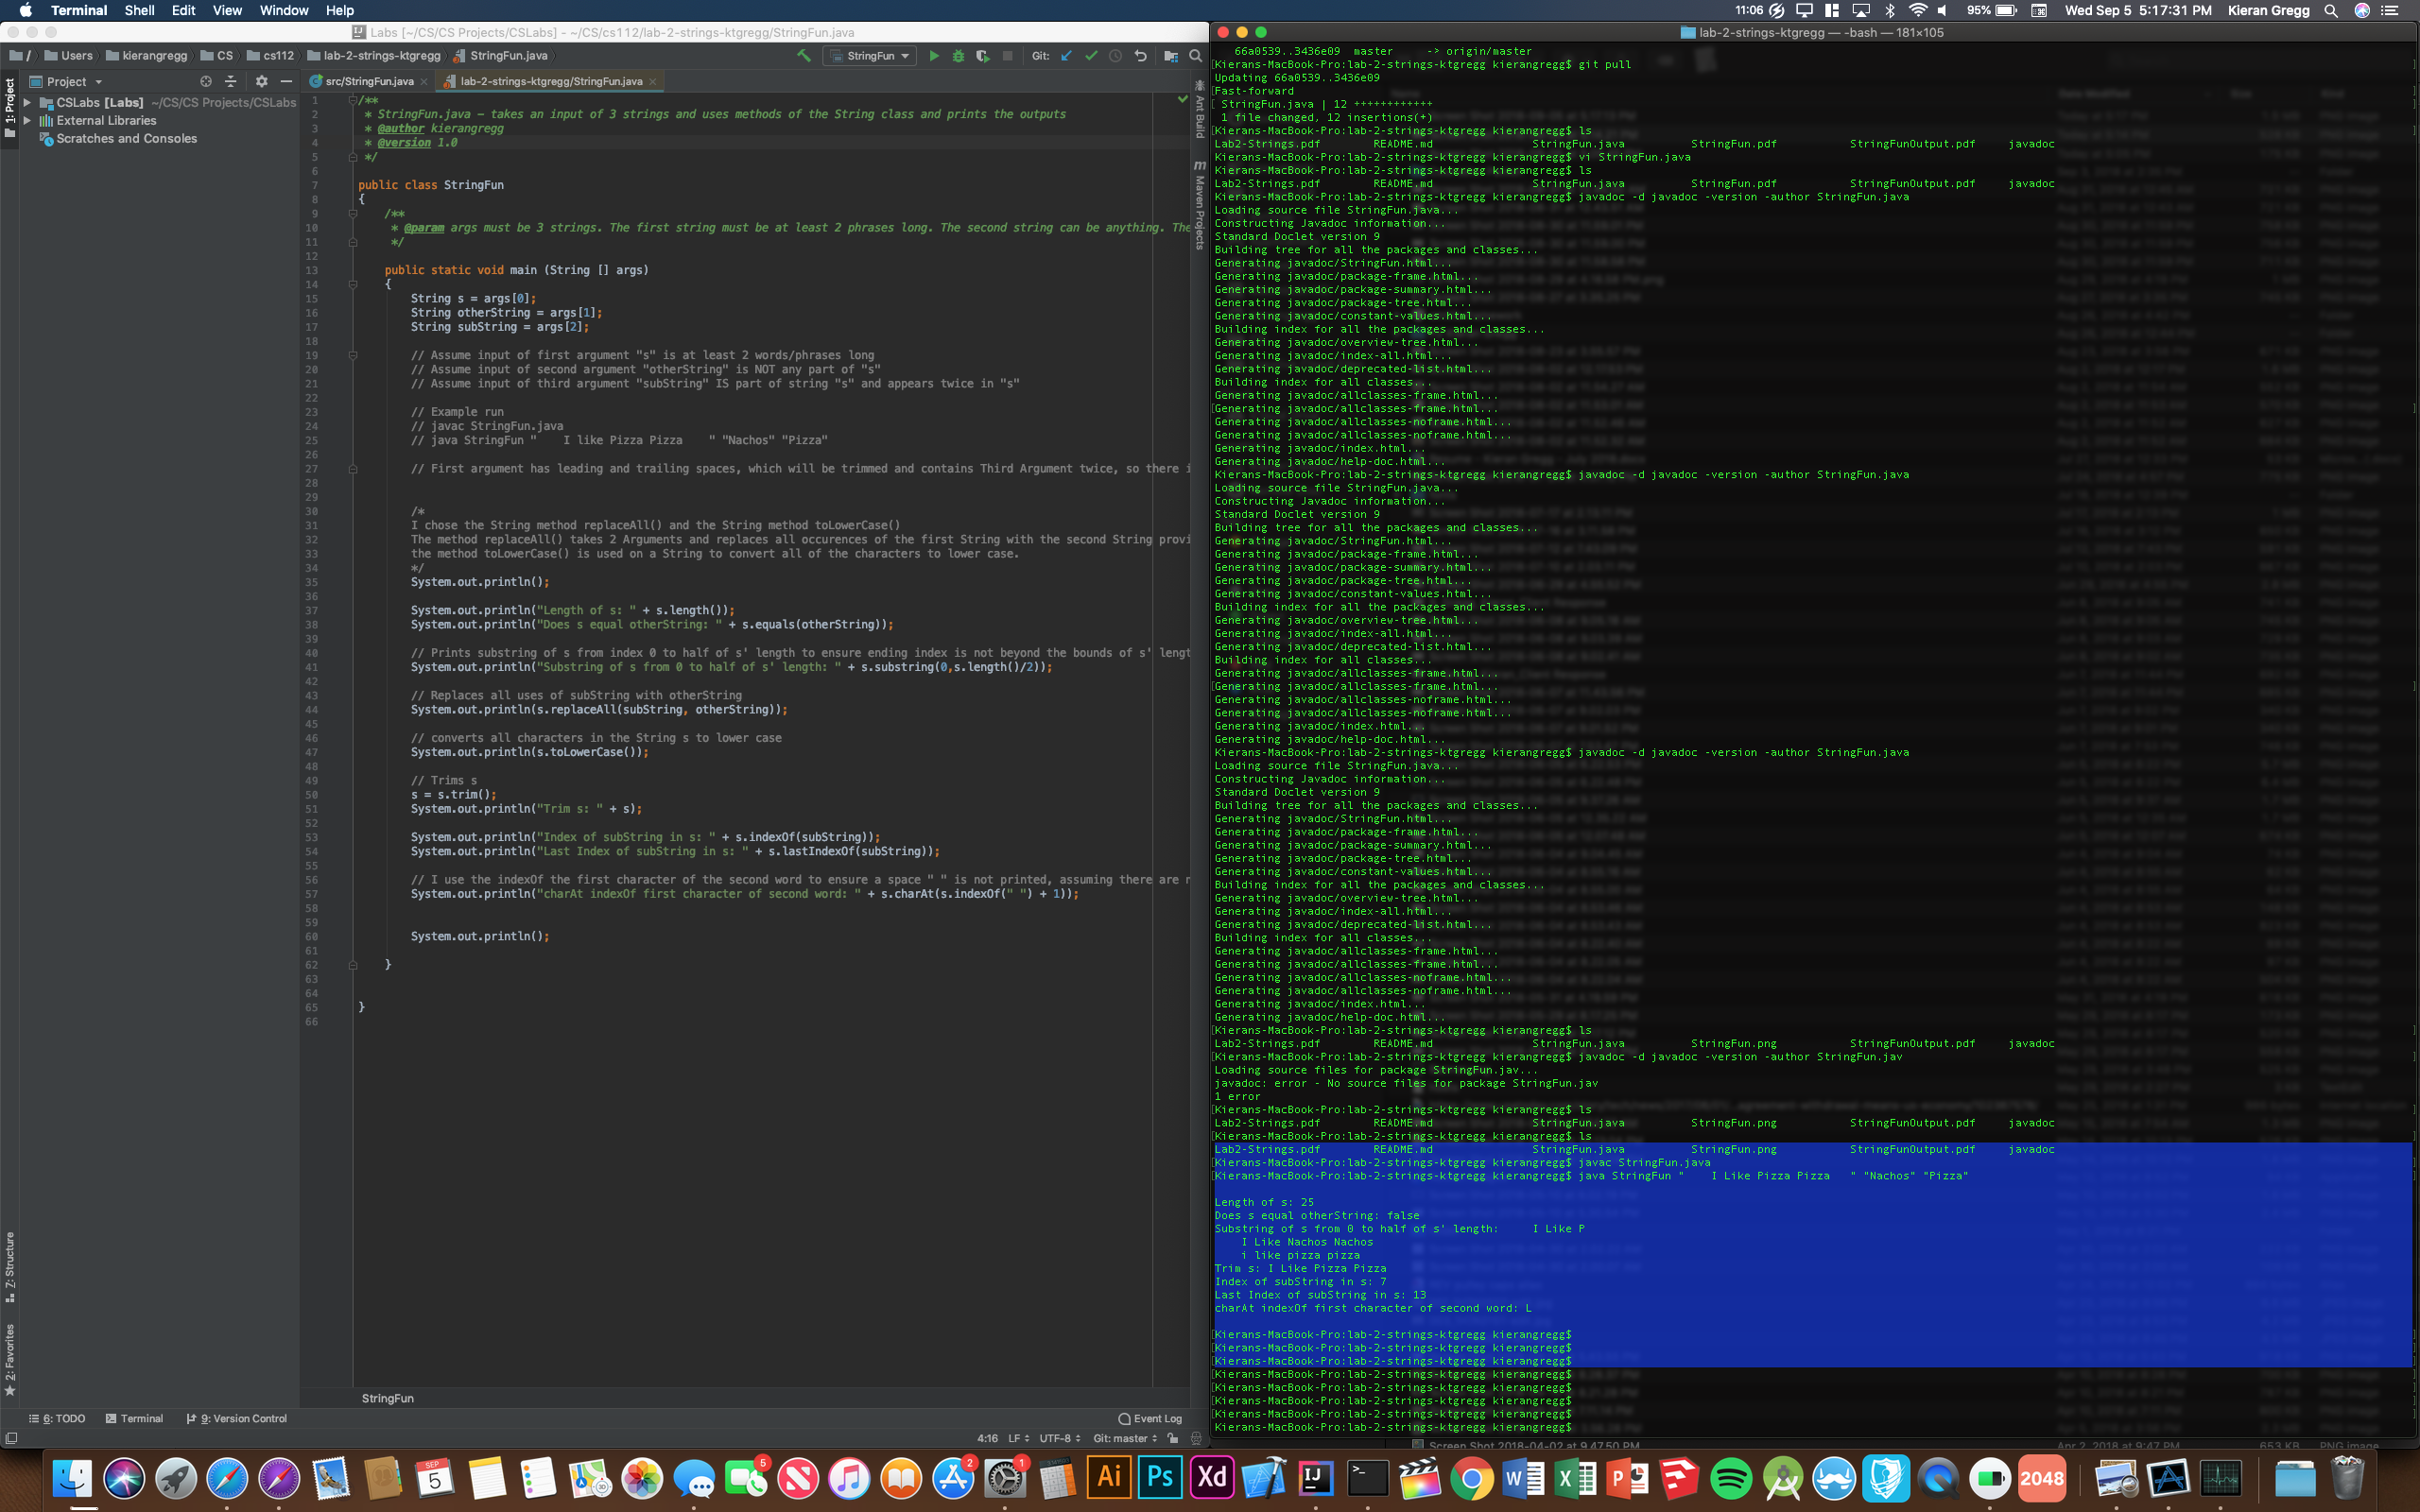 Terminal Shell Edit View Window Help
11:06 95% Wed Sep 5 5:17:31 PM Kieran Gregg
Labs [~/CS/CS Projects/CSLabs] - ~/CS/cs112/lab-2-strings-ktgregg/StringFun.java
/ Users kierangregg CS cs112 lab-2-strings-ktgregg StringFun.java
StringFun Git:
1: Project
Project
src/StringFun.java lab-2-strings-ktgregg/StringFun.java
CSLabs [Labs] ~/CS/CS Projects/CSLabs
External Libraries
Scratches and Consoles
Ant Build
Maven Projects
7: Structure
2: Favorites
1 /**
2 * StringFun.java – takes an input of 3 strings and uses methods of the String class and prints the outputs
3 * @author kierangregg
4 * @version 1.0
5 */
6
7 public class StringFun
8 {
9 /**
10 * @param args must be 3 strings. The first string must be at least 2 phrases long. The second string can be anything. The
11 */
12
13 public static void main (String [] args)
14 {
15 String s = args[0];
16 String otherString = args[1];
17 String subString = args[2];
18
19 // Assume input of first argument "s" is at least 2 words/phrases long
20 // Assume input of second argument "otherString" is NOT any part of "s"
21 // Assume input of third argument "subString" IS part of string "s" and appears twice in "s"
22
23 // Example run
24 // javac StringFun.java
25 // java StringFun "    I like Pizza Pizza    " "Nachos" "Pizza"
26
27 // First argument has leading and trailing spaces, which will be trimmed and contains Third Argument twice, so there i
28
29
30 /*
31 I chose the String method replaceAll() and the String method toLowerCase()
32 The method replaceAll() takes 2 Arguments and replaces all occurences of the first String with the second String provi
33 the method toLowerCase() is used on a String to convert all of the characters to lower case.
34 */
35 System.out.println();
36
37 System.out.println("Length of s: " + s.length());
38 System.out.println("Does s equal otherString: " + s.equals(otherString));
39
40 // Prints substring of s from index 0 to half of s' length to ensure ending index is not beyond the bounds of s' lengt
41 System.out.println("Substring of s from 0 to half of s' length: " + s.substring(0,s.length()/2));
42
43 // Replaces all uses of subString with otherString
44 System.out.println(s.replaceAll(subString, otherString));
45
46 // converts all characters in the String s to lower case
47 System.out.println(s.toLowerCase());
48
49 // Trims s
50 s = s.trim();
51 System.out.println("Trim s: " + s);
52
53 System.out.println("Index of subString in s: " + s.indexOf(subString));
54 System.out.println("Last Index of subString in s: " + s.lastIndexOf(subString));
55
56 // I use the indexOf the first character of the second word to ensure a space " " is not printed, assuming there are n
57 System.out.println("charAt indexOf first character of second word: " + s.charAt(s.indexOf(" ") + 1));
58
59
60 System.out.println();
61
62 }
63
64
65 }
66
StringFun
6: TODO Terminal 9: Version Control Event Log
4:16 LF UTF-8 Git: master
lab-2-strings-ktgregg — -bash — 181×105
66a0539..3436e09 master -> origin/master
Kierans-MacBook-Pro:lab-2-strings-ktgregg kierangregg$ git pull
Updating 66a0539..3436e09
Fast-forward
StringFun.java | 12 ++++++++++++
1 file changed, 12 insertions(+)
Kierans-MacBook-Pro:lab-2-strings-ktgregg kierangregg$ ls
Lab2-Strings.pdf README.md StringFun.java StringFun.pdf StringFunOutput.pdf javadoc
Kierans-MacBook-Pro:lab-2-strings-ktgregg kierangregg$ vi StringFun.java
Kierans-MacBook-Pro:lab-2-strings-ktgregg kierangregg$ ls
Lab2-Strings.pdf README.md StringFun.java StringFun.pdf StringFunOutput.pdf javadoc
Kierans-MacBook-Pro:lab-2-strings-ktgregg kierangregg$ javadoc -d javadoc -version -author StringFun.java
Loading source file StringFun.java...
Constructing Javadoc information...
Standard Doclet version 9
Building tree for all the packages and classes...
Generating javadoc/StringFun.html...
Generating javadoc/package-frame.html...
Generating javadoc/package-summary.html...
Generating javadoc/package-tree.html...
Generating javadoc/constant-values.html...
Building index for all the packages and classes...
Generating javadoc/overview-tree.html...
Generating javadoc/index-all.html...
Generating javadoc/deprecated-list.html...
Building index for all classes...
Generating javadoc/allclasses-frame.html...
Generating javadoc/allclasses-frame.html...
Generating javadoc/allclasses-noframe.html...
Generating javadoc/allclasses-noframe.html...
Generating javadoc/index.html...
Generating javadoc/help-doc.html...
Kierans-MacBook-Pro:lab-2-strings-ktgregg kierangregg$ javadoc -d javadoc -version -author StringFun.java
Loading source file StringFun.java...
Constructing Javadoc information...
Standard Doclet version 9
Building tree for all the packages and classes...
Generating javadoc/StringFun.html...
Generating javadoc/package-frame.html...
Generating javadoc/package-summary.html...
Generating javadoc/package-tree.html...
Generating javadoc/constant-values.html...
Building index for all the packages and classes...
Generating javadoc/overview-tree.html...
Generating javadoc/index-all.html...
Generating javadoc/deprecated-list.html...
Building index for all classes...
Generating javadoc/allclasses-frame.html...
Generating javadoc/allclasses-frame.html...
Generating javadoc/allclasses-noframe.html...
Generating javadoc/allclasses-noframe.html...
Generating javadoc/index.html...
Generating javadoc/help-doc.html...
Kierans-MacBook-Pro:lab-2-strings-ktgregg kierangregg$ javadoc -d javadoc -version -author StringFun.java
Loading source file StringFun.java...
Constructing Javadoc information...
Standard Doclet version 9
Building tree for all the packages and classes...
Generating javadoc/StringFun.html...
Generating javadoc/package-frame.html...
Generating javadoc/package-summary.html...
Generating javadoc/package-tree.html...
Generating javadoc/constant-values.html...
Building index for all the packages and classes...
Generating javadoc/overview-tree.html...
Generating javadoc/index-all.html...
Generating javadoc/deprecated-list.html...
Building index for all classes...
Generating javadoc/allclasses-frame.html...
Generating javadoc/allclasses-frame.html...
Generating javadoc/allclasses-noframe.html...
Generating javadoc/allclasses-noframe.html...
Generating javadoc/index.html...
Generating javadoc/help-doc.html...
Kierans-MacBook-Pro:lab-2-strings-ktgregg kierangregg$ ls
Lab2-Strings.pdf README.md StringFun.java StringFun.png StringFunOutput.pdf javadoc
Kierans-MacBook-Pro:lab-2-strings-ktgregg kierangregg$ javadoc -d javadoc -version -author StringFun.jav
Loading source files for package StringFun.jav...
javadoc: error - No source files for package StringFun.jav
1 error
Kierans-MacBook-Pro:lab-2-strings-ktgregg kierangregg$ ls
Lab2-Strings.pdf README.md StringFun.java StringFun.png StringFunOutput.pdf javadoc
Kierans-MacBook-Pro:lab-2-strings-ktgregg kierangregg$ ls
Lab2-Strings.pdf README.md StringFun.java StringFun.png StringFunOutput.pdf javadoc
Kierans-MacBook-Pro:lab-2-strings-ktgregg kierangregg$ javac StringFun.java
Kierans-MacBook-Pro:lab-2-strings-ktgregg kierangregg$ java StringFun "    I Like Pizza Pizza   " "Nachos" "Pizza"
Length of s: 25
Does s equal otherString: false
Substring of s from 0 to half of s' length:     I Like P
    I Like Nachos Nachos
    i like pizza pizza
Trim s: I Like Pizza Pizza
Index of subString in s: 7
Last Index of subString in s: 13
charAt indexOf first character of second word: L
Kierans-MacBook-Pro:lab-2-strings-ktgregg kierangregg$
Kierans-MacBook-Pro:lab-2-strings-ktgregg kierangregg$
Kierans-MacBook-Pro:lab-2-strings-ktgregg kierangregg$
Kierans-MacBook-Pro:lab-2-strings-ktgregg kierangregg$
Kierans-MacBook-Pro:lab-2-strings-ktgregg kierangregg$
Kierans-MacBook-Pro:lab-2-strings-ktgregg kierangregg$
Kierans-MacBook-Pro:lab-2-strings-ktgregg kierangregg$
Kierans-MacBook-Pro:lab-2-strings-ktgregg kierangregg$
Screen Shot 2018-04-02 at 9.47.50 PM Apr 2, 2018 at 9:47 PM 653 KB PNG image
SEP 5 5 2 1 Ai Ps Xd IJ >_ W X P 2048